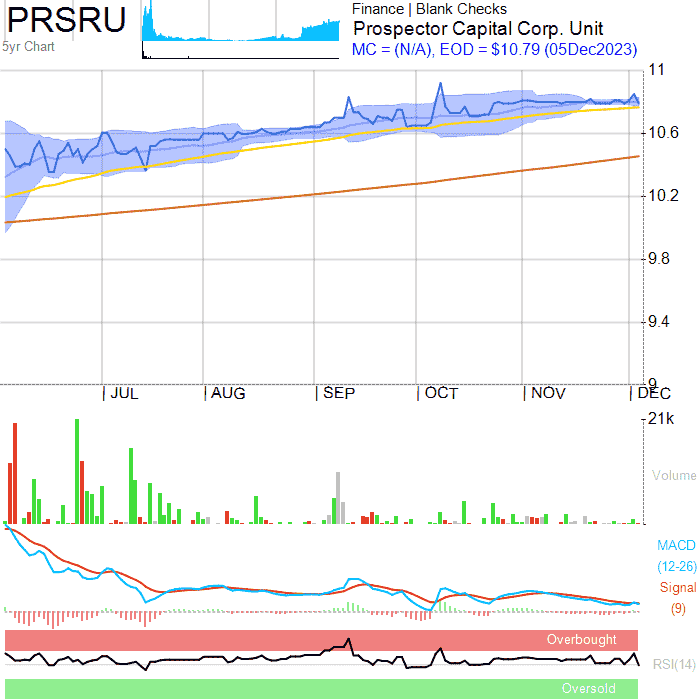 PRSRU
5yr Chart
Finance | Blank Checks
Prospector Capital Corp. Unit
MC = (N/A), EOD = $10.79 (05Dec2023)
11
10.6
10.2
9.8
9.4
9
JUL AUG SEP OCT NOV DEC
21k
Volume
MACD
(12-26)
Signal
(9)
Overbought
RSI(14)
Oversold